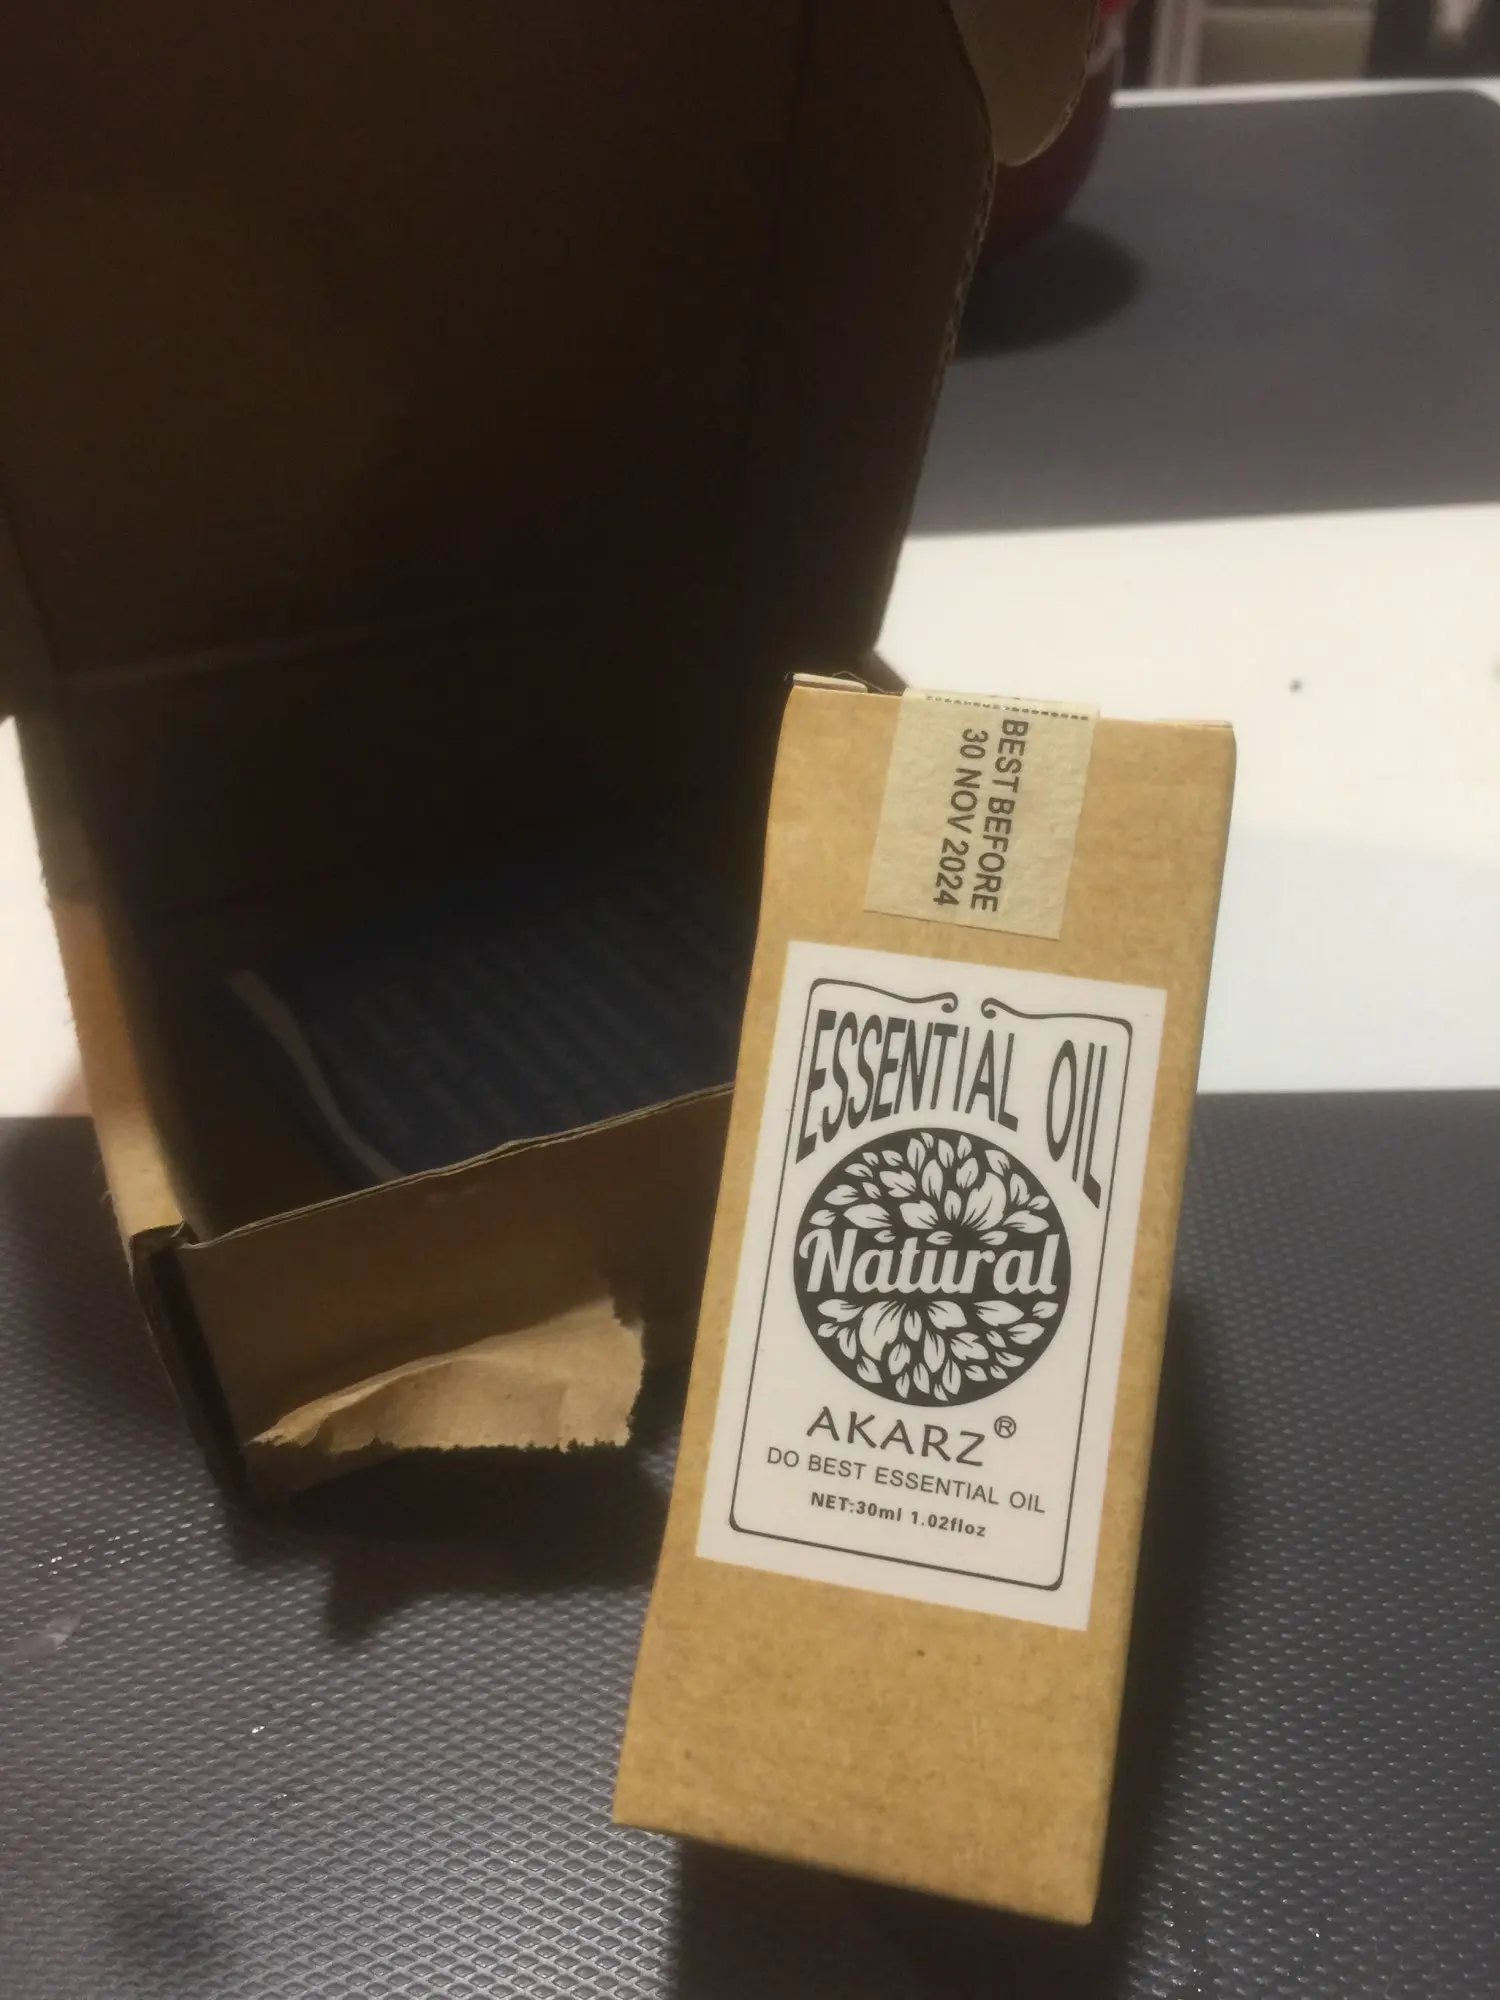 BEST BEFORE
30 NOV 2024
ESSENTIAL OIL
Natural
AKARZ®
DO BEST ESSENTIAL OIL
NET:30ml 1.02floz